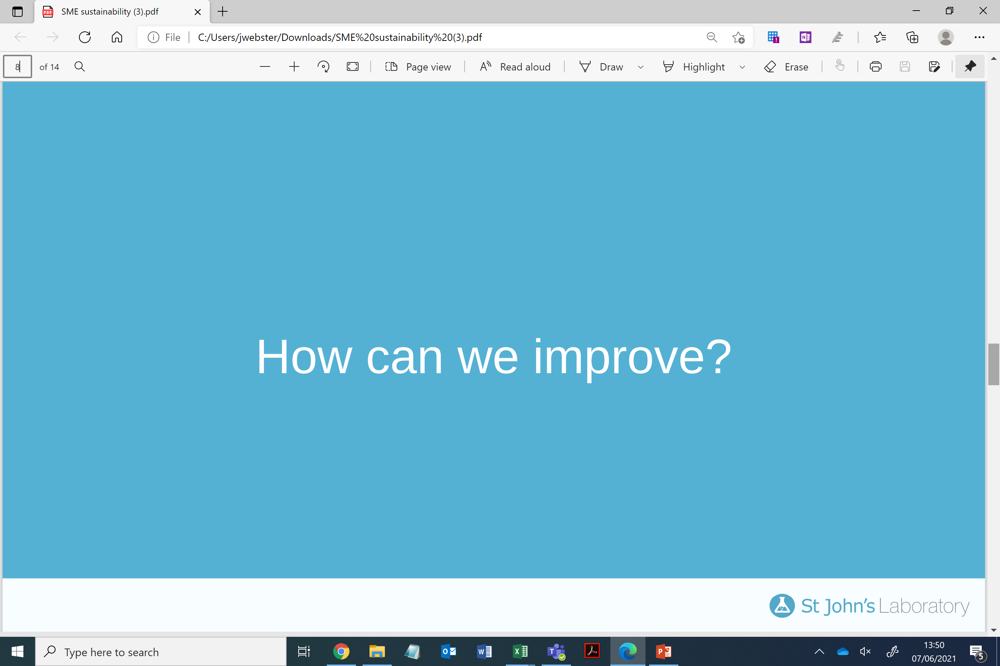 SME sustainability (3).pdf
File C:/Users/jwebster/Downloads/SME%20sustainability%20(3).pdf
8 of 14 Page view Read aloud Draw Highlight Erase
How can we improve?
St John's Laboratory
Type here to search
13:50
07/06/2021
5